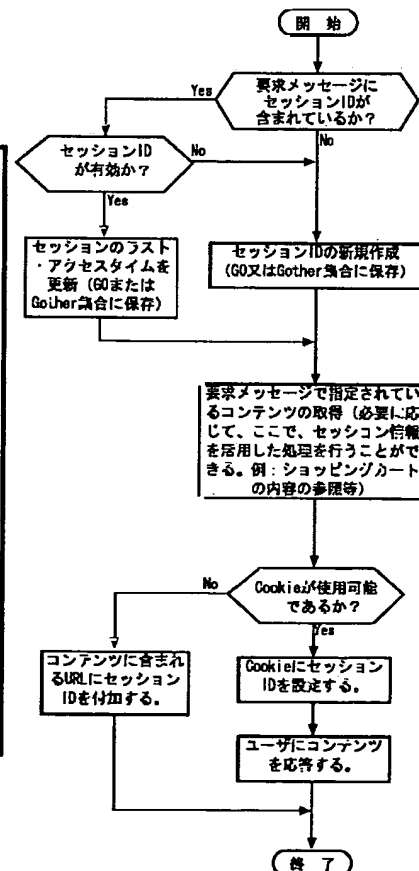 開 始
要求メッセージに
セッションIDが
含まれているか？
Yes
No
セッションID
が有効か？
No
Yes
セッションのラスト
・アクセスタイムを
更新（G0または
Gother集合に保存）
セッションIDの新規作成
（G0又はGother集合に保存）
要求メッセージで指定されてい
るコンテンツの取得（必要に応
じて、ここで、セッション情報
を活用した処理を行うことがで
きる。例：ショッピングカート
の内容の参照等）
Cookieが使用可能
であるか？
No
Yes
コンテンツに含まれ
るURLにセッション
IDを付加する。
Cookieにセッション
IDを設定する。
ユーザにコンテンツ
を応答する。
終 了